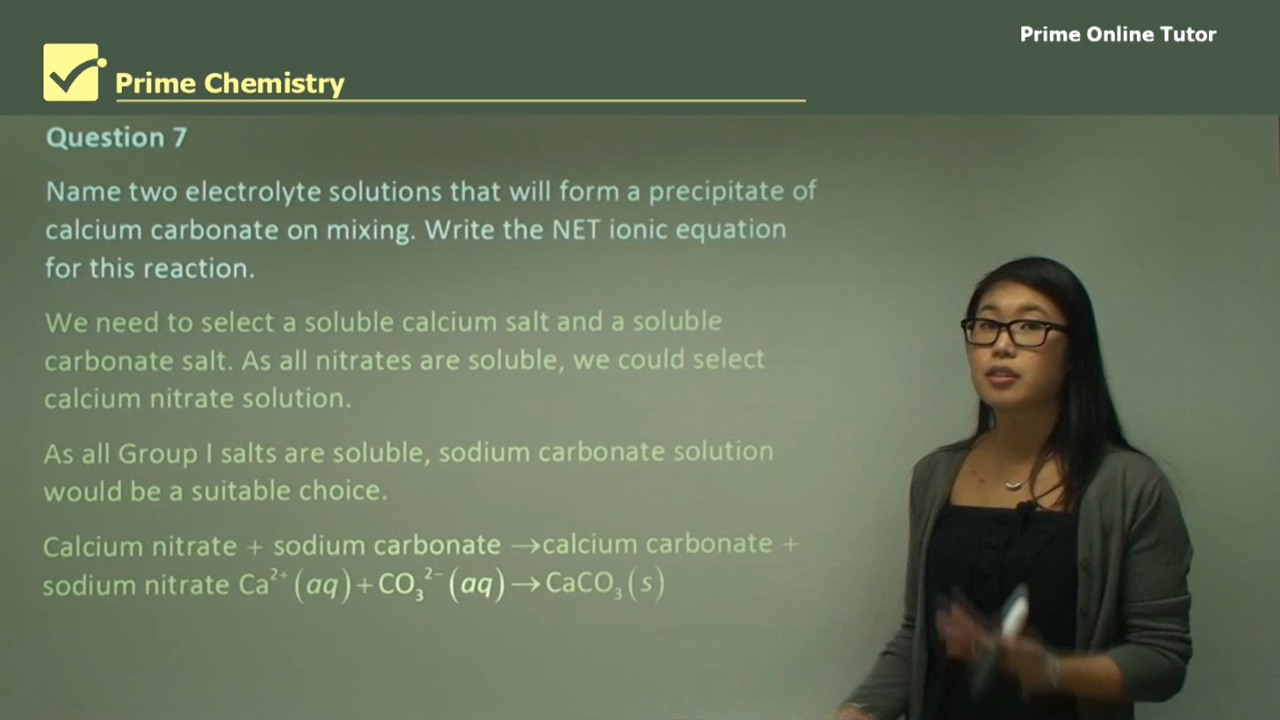 Prime Online Tutor
Prime Chemistry
Question 7
Name two electrolyte solutions that will form a precipitate of
calcium carbonate on mixing. Write the NET ionic equation
for this reaction.
We need to select a soluble calcium salt and a soluble
carbonate salt. As all nitrates are soluble, we could select
calcium nitrate solution.
As all Group I salts are soluble, sodium carbonate solution
would be a suitable choice.
Calcium nitrate + sodium carbonate →calcium carbonate +
sodium nitrate Ca²⁺(aq)+CO₃²⁻(aq)→CaCO₃(s)